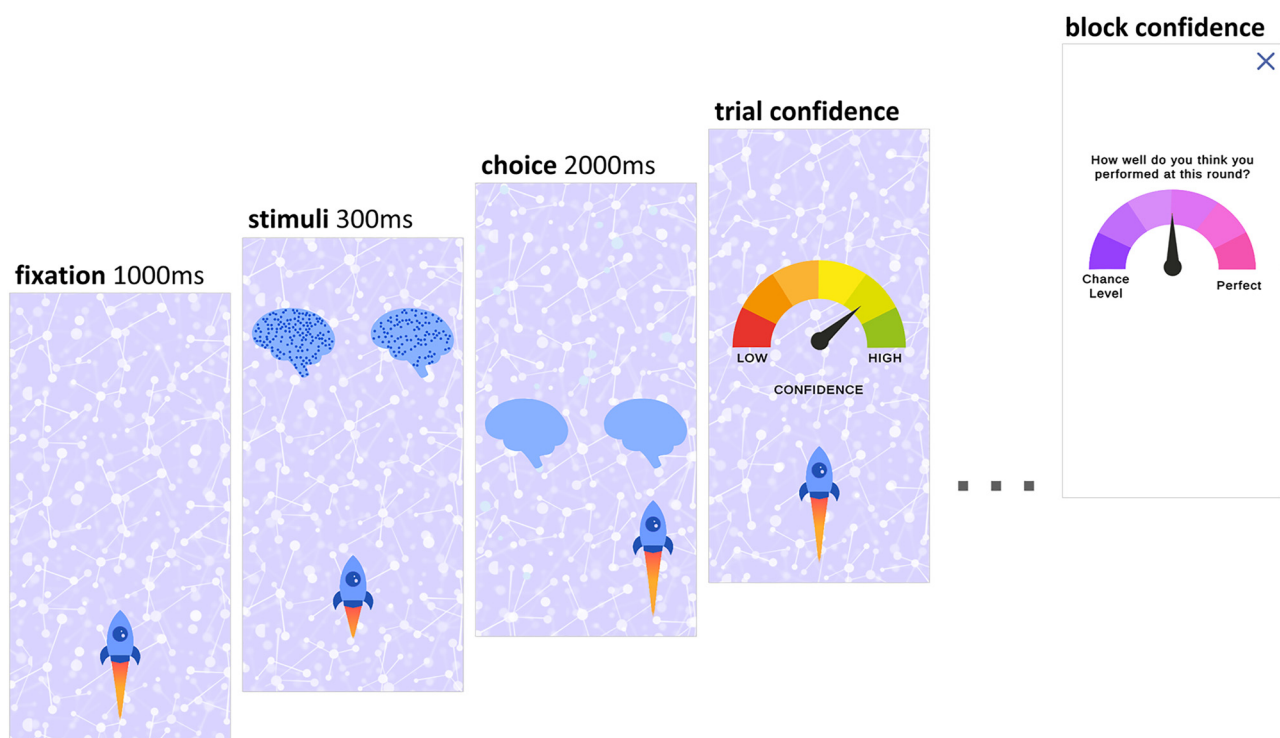 fixation 1000ms
stimuli 300ms
choice 2000ms
trial confidence
LOW
HIGH
CONFIDENCE
block confidence
How well do you think you
performed at this round?
Chance
Level
Perfect